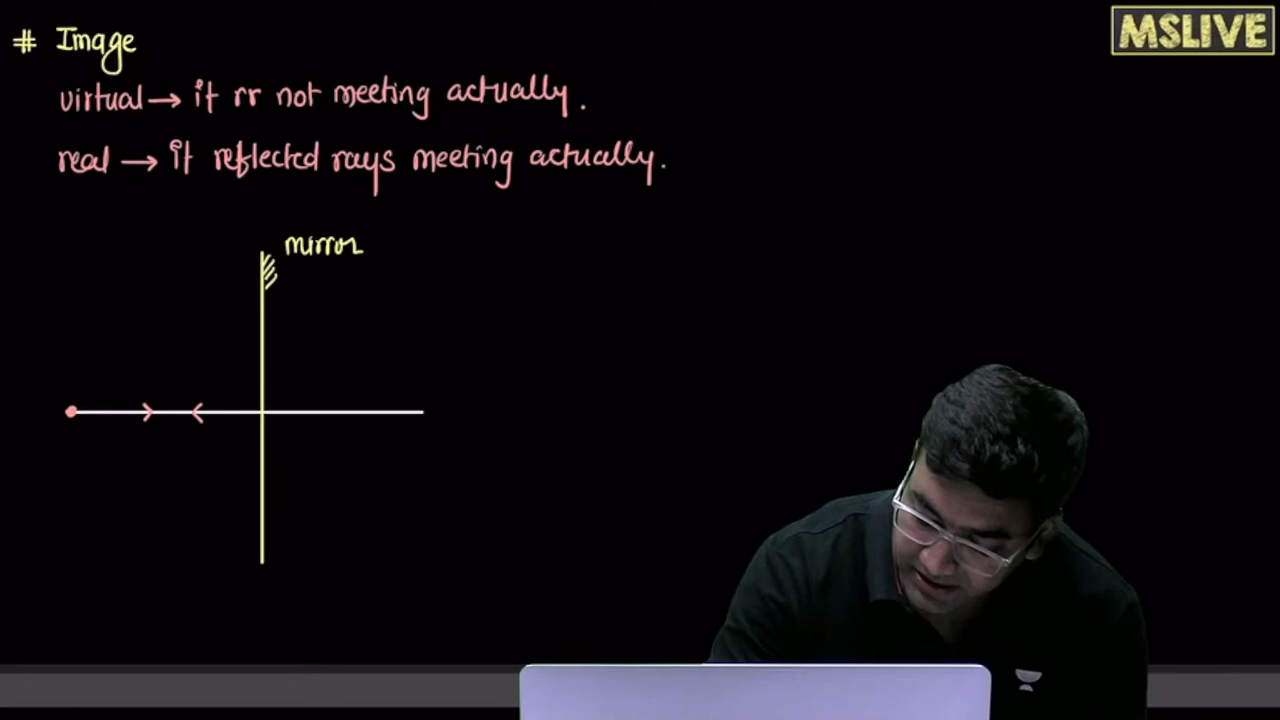 MSLIVE
# Image
virtual → if rr not meeting actually.
real → if reflected rays meeting actually.
mirror